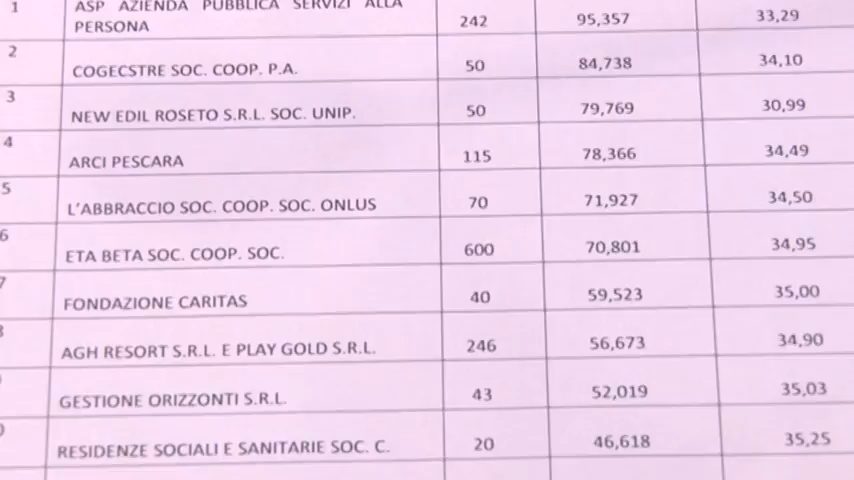 1 ASP AZIENDA PUBBLICA SERVIZI ALLA
PERSONA 242 95,357 33,29
2 COGECSTRE SOC. COOP. P.A. 50 84,738 34,10
3 NEW EDIL ROSETO S.R.L. SOC. UNIP. 50 79,769 30,99
4 ARCI PESCARA 115 78,366 34,49
5 L'ABBRACCIO SOC. COOP. SOC. ONLUS 70 71,927 34,50
6 ETA BETA SOC. COOP. SOC. 600 70,801 34,95
7 FONDAZIONE CARITAS 40 59,523 35,00
AGH RESORT S.R.L. E PLAY GOLD S.R.L. 246 56,673 34,90
GESTIONE ORIZZONTI S.R.L. 43 52,019 35,03
RESIDENZE SOCIALI E SANITARIE SOC. C. 20 46,618 35,25